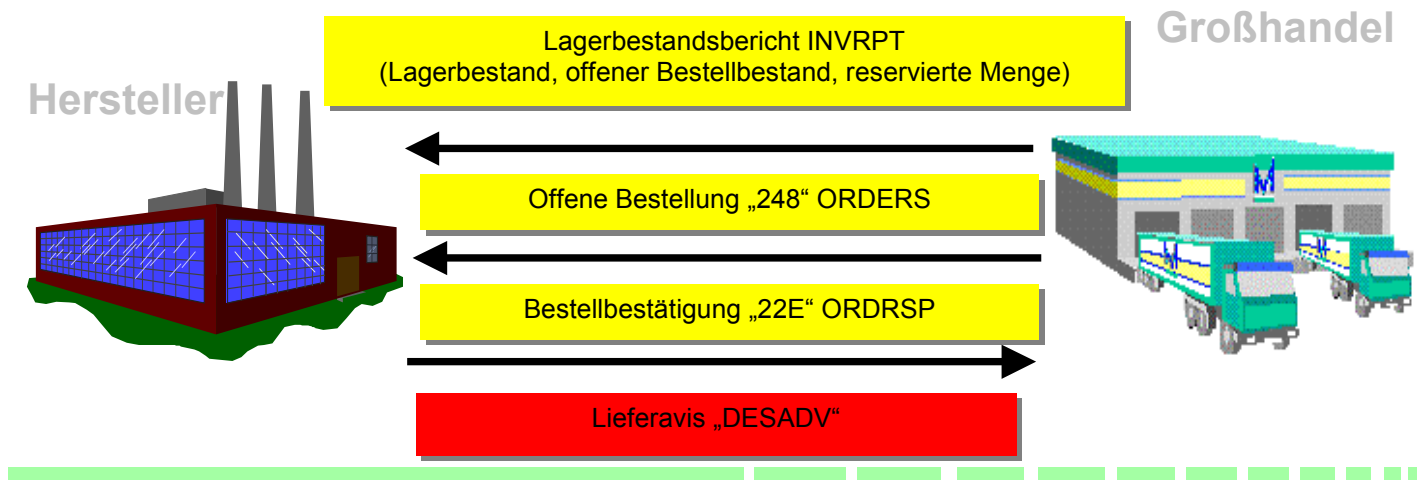 Großhandel
Lagerbestandsbericht INVRPT
(Lagerbestand, offener Bestellbestand, reservierte Menge)
Hersteller
Offene Bestellung „248“ ORDERS
Bestellbestätigung „22E“ ORDRSP
Lieferavis „DESADV“